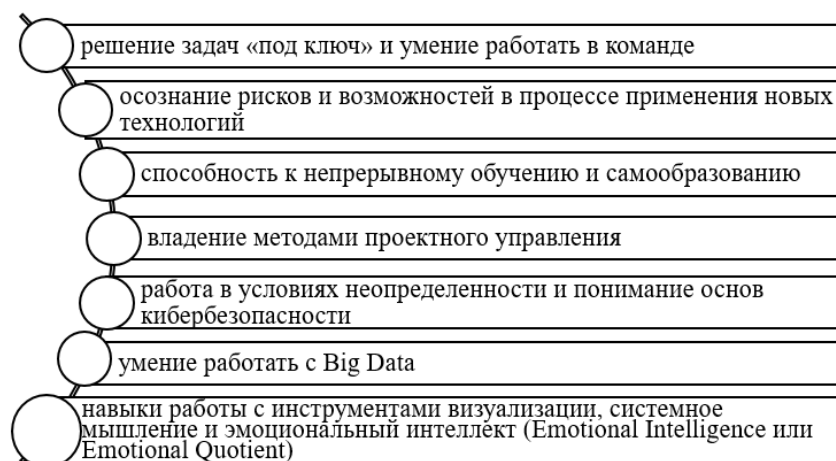 решение задач «под ключ» и умение работать в команде
осознание рисков и возможностей в процессе применения новых
технологий
способность к непрерывному обучению и самообразованию
владение методами проектного управления
работа в условиях неопределенности и понимание основ
кибербезопасности
умение работать с Big Data
навыки работы с инструментами визуализации, системное
мышление и эмоциональный интеллект (Emotional Intelligence или
Emotional Quotient)